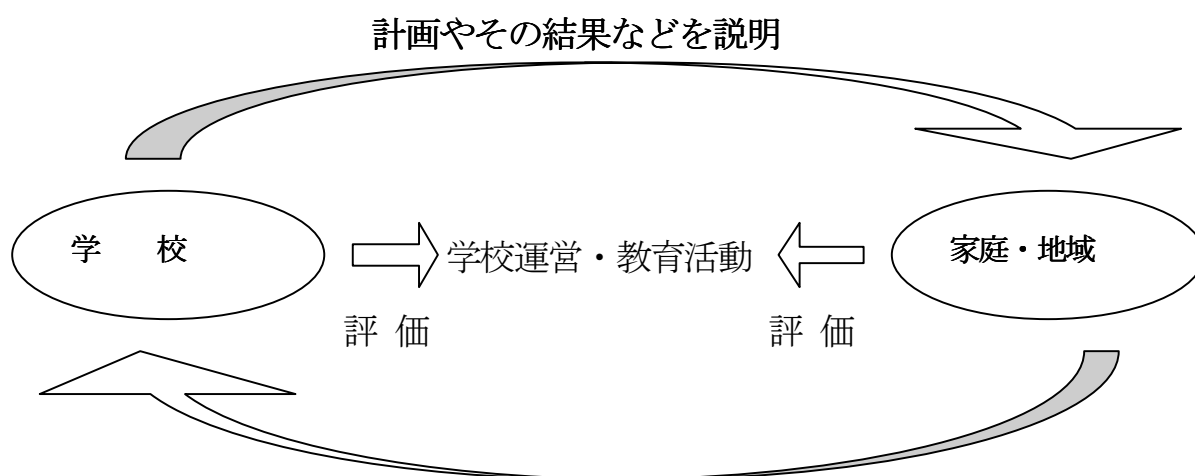 計画やその結果などを説明
学　　校
学校運営・教育活動
家庭・地域
評 価
評 価